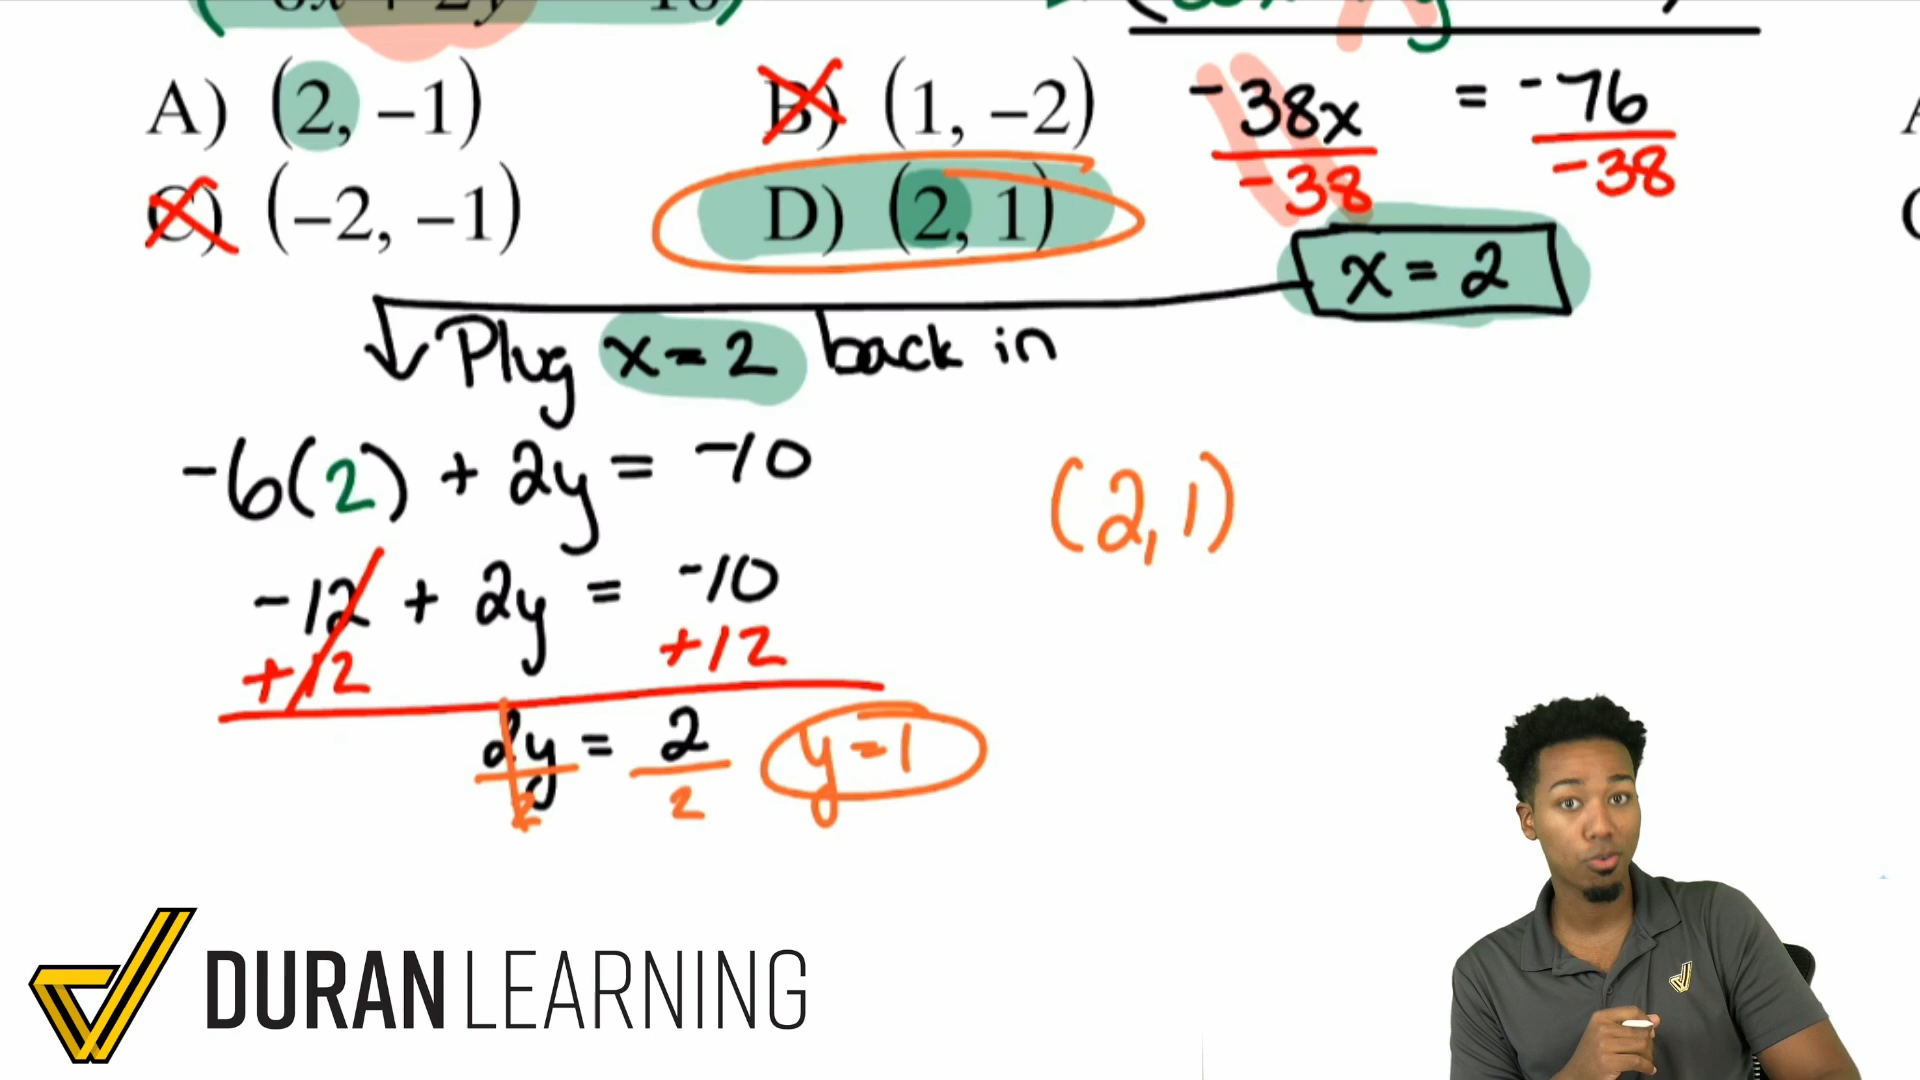 A) (2, −1)
B) (1, −2)
-38x = -76
-38 -38
C) (−2, −1)
D) (2, 1)
x = 2
Plug x = 2 back in
-6(2) + 2y = -10
(2, 1)
-12 + 2y = -10
+12 +12
2y = 2
2 2
y = 1
DURAN LEARNING